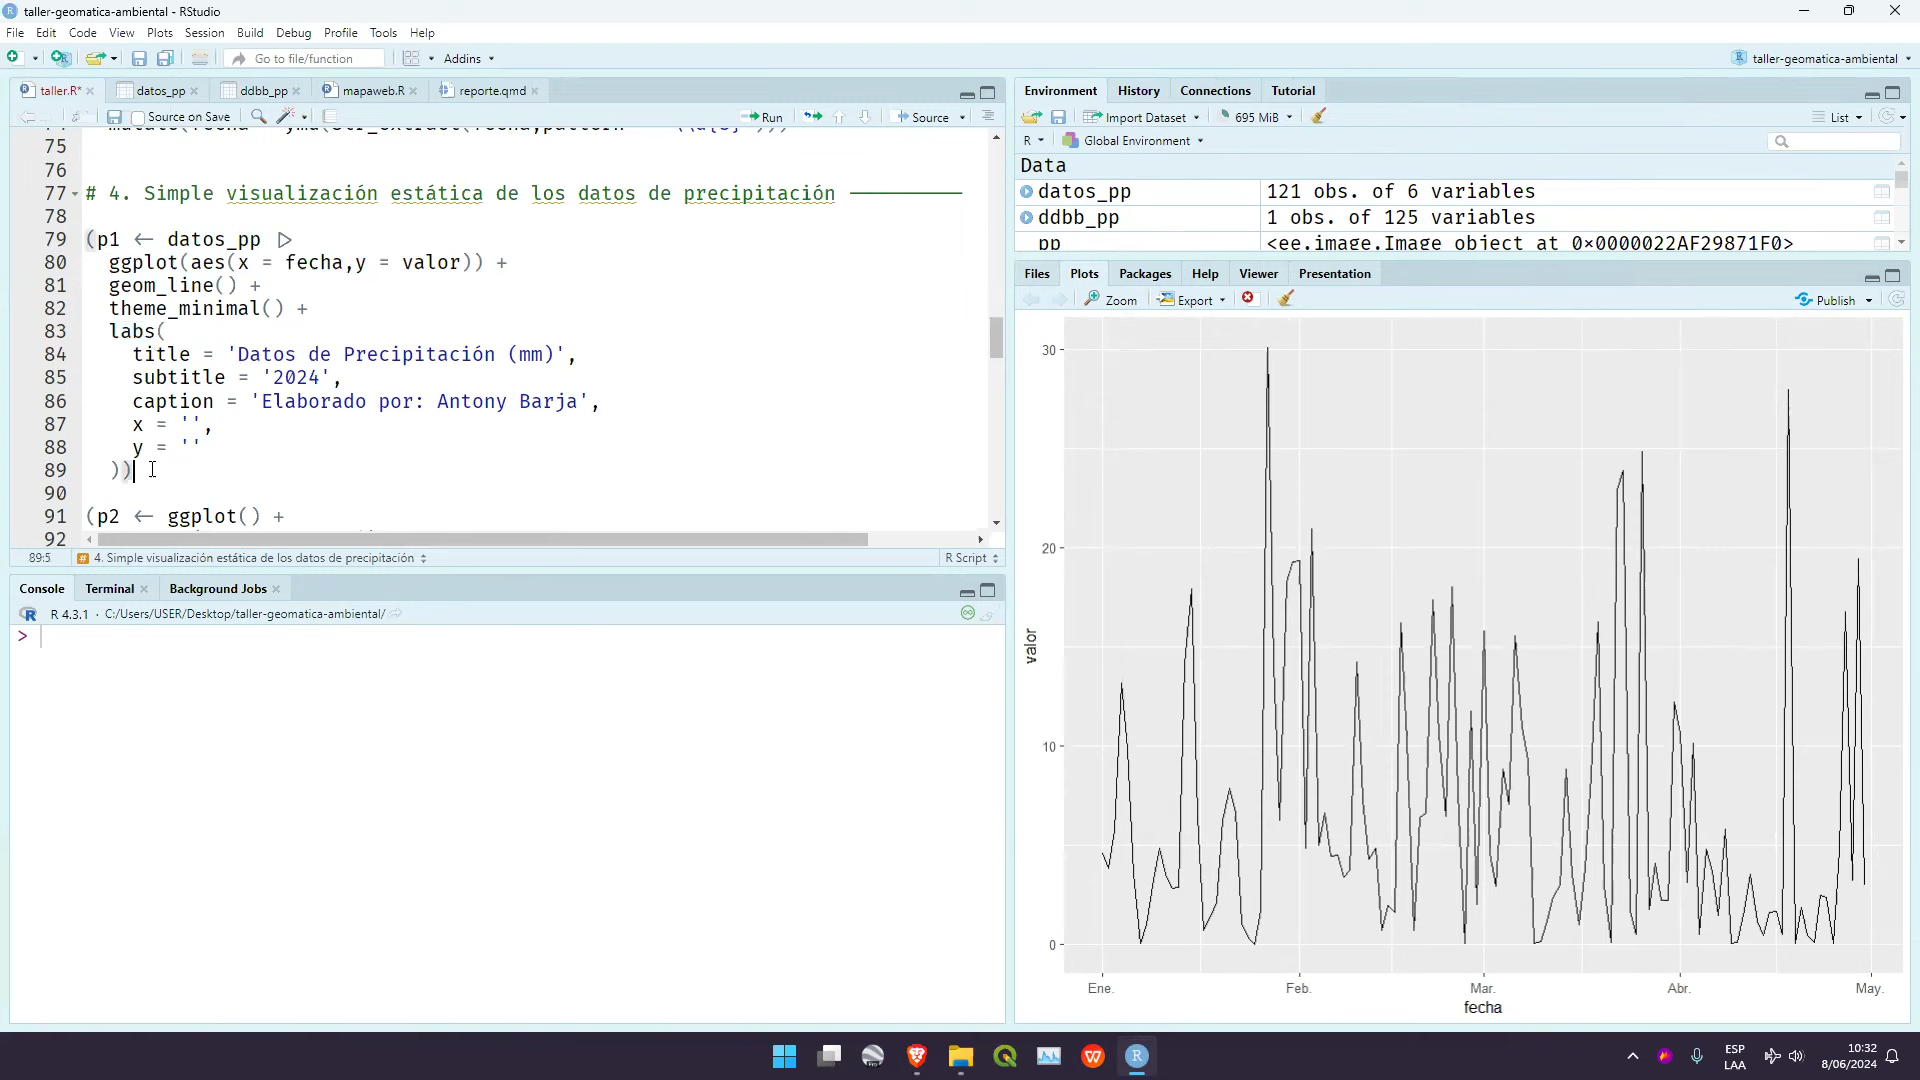 taller-geomatica-ambiental - RStudio
File Edit Code View Plots Session Build Debug Profile Tools Help
Go to file/function Addins taller-geomatica-ambiental
taller.R* datos_pp ddbb_pp mapaweb.R reporte.qmd
Source on Save Run Source
75
76
77 # 4. Simple visualización estática de los datos de precipitación
78
79 (p1 <- datos_pp |>
80 ggplot(aes(x = fecha,y = valor)) +
81 geom_line() +
82 theme_minimal() +
83 labs(
84 title = 'Datos de Precipitación (mm)',
85 subtitle = '2024',
86 caption = 'Elaborado por: Antony Barja',
87 x = '',
88 y = ''
89 ))
90
91 (p2 <- ggplot() +
92
89:5 4. Simple visualización estática de los datos de precipitación R Script
Console Terminal Background Jobs
R 4.3.1 · C:/Users/USER/Desktop/taller-geomatica-ambiental/
>
Environment History Connections Tutorial
Import Dataset 695 MiB List
R Global Environment
Data
datos_pp 121 obs. of 6 variables
ddbb_pp 1 obs. of 125 variables
pp <ee.image.Image object at 0x0000022AF29871F0>
Files Plots Packages Help Viewer Presentation
Zoom Export Publish
30
20
10
0
valor
Ene. Feb. Mar. Abr. May.
fecha
ESP
LAA
10:32
8/06/2024